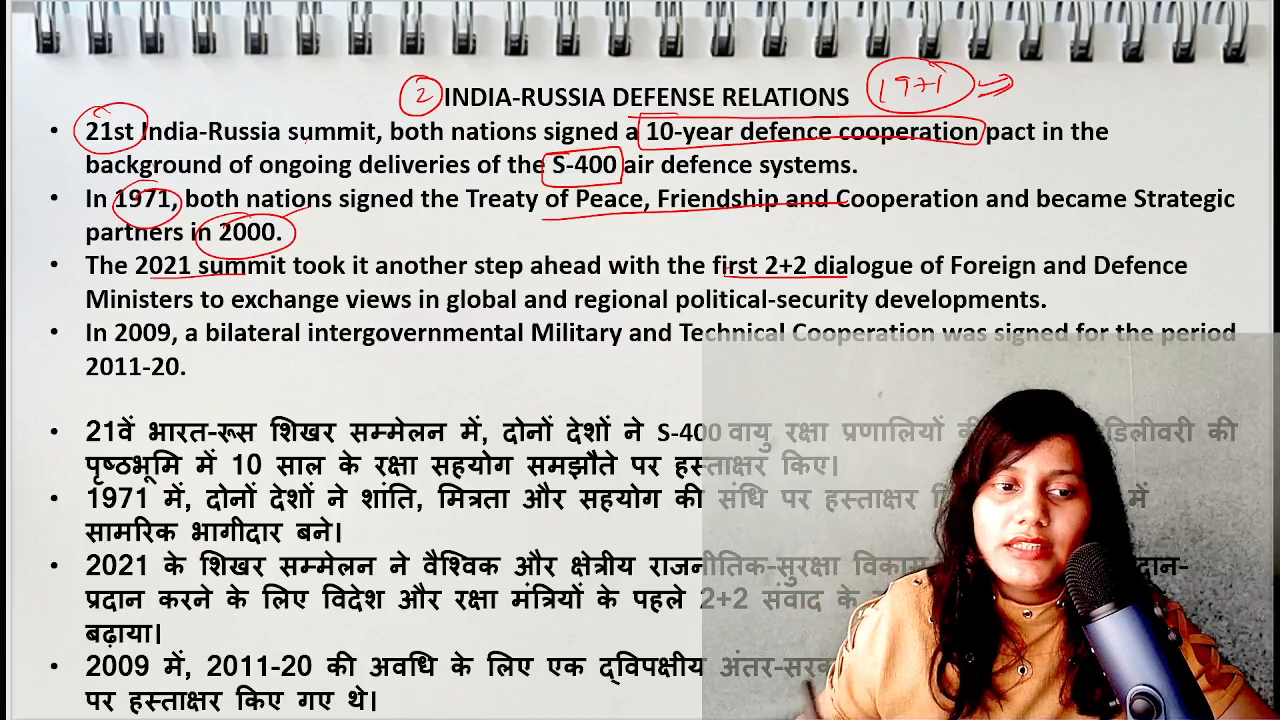 2 INDIA-RUSSIA DEFENSE RELATIONS 1971
• 21st India-Russia summit, both nations signed a 10-year defence cooperation pact in the
background of ongoing deliveries of the S-400 air defence systems.
• In 1971, both nations signed the Treaty of Peace, Friendship and Cooperation and became Strategic
partners in 2000.
• The 2021 summit took it another step ahead with the first 2+2 dialogue of Foreign and Defence
Ministers to exchange views in global and regional political-security developments.
• In 2009, a bilateral intergovernmental Military and Technical Cooperation was signed for the period
2011-20.
• 21वें भारत-रूस शिखर सम्मेलन में, दोनों देशों ने S-400 वायु रक्षा प्रणालियों की डिलीवरी की
पृष्ठभूमि में 10 साल के रक्षा सहयोग समझौते पर हस्ताक्षर किए।
• 1971 में, दोनों देशों ने शांति, मित्रता और सहयोग की संधि पर हस्ताक्षर में
सामरिक भागीदार बने।
• 2021 के शिखर सम्मेलन ने वैश्विक और क्षेत्रीय राजनीतिक-सुरक्षा
प्रदान करने के लिए विदेश और रक्षा मंत्रियों के पहले 2+2 संवाद के
बढ़ाया।
• 2009 में, 2011-20 की अवधि के लिए एक द्विपक्षीय
पर हस्ताक्षर किए गए थे।